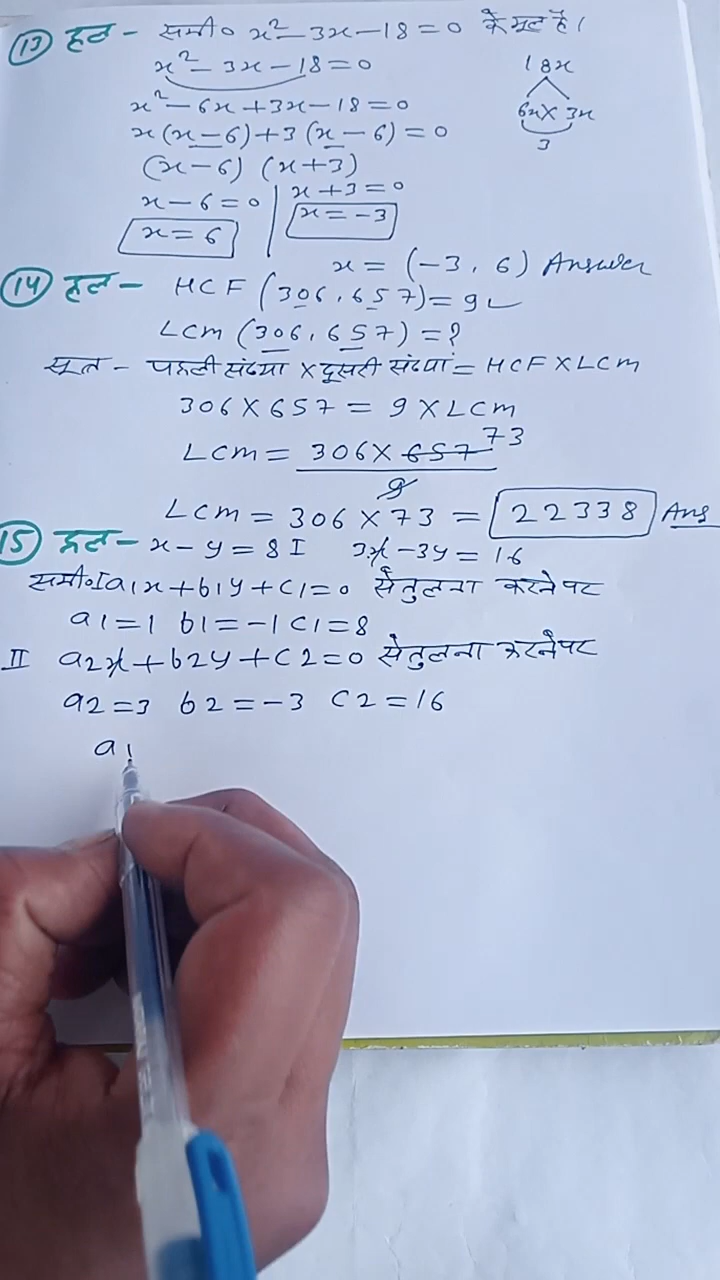 (13) हल - समी० x² - 3x - 18 = 0 के मूल है।
x² - 3x - 18 = 0
18x
x² - 6x + 3x - 18 = 0
6x × 3x
3
x(x - 6) + 3(x - 6) = 0
(x - 6) (x + 3)
x - 6 = 0 | x + 3 = 0
x = 6 | x = -3
x = (-3, 6) Answer
(14) हल - HCF (306, 657) = 9
LCM (306, 657) = ?
सूत्र - पहली संख्या × दूसरी संख्या = HCF × LCM
306 × 657 = 9 × LCM
LCM = 306 × 657 73
9
LCM = 306 × 73 = 22338 Ans
15) हल - x - y = 8 I 3x - 3y = 16
समी० I a1x + b1y + c1 = 0 से तुलना करने पर
a1 = 1 b1 = -1 c1 = 8
II a2x + b2y + c2 = 0 से तुलना करने पर
a2 = 3 b2 = -3 c2 = 16
a1